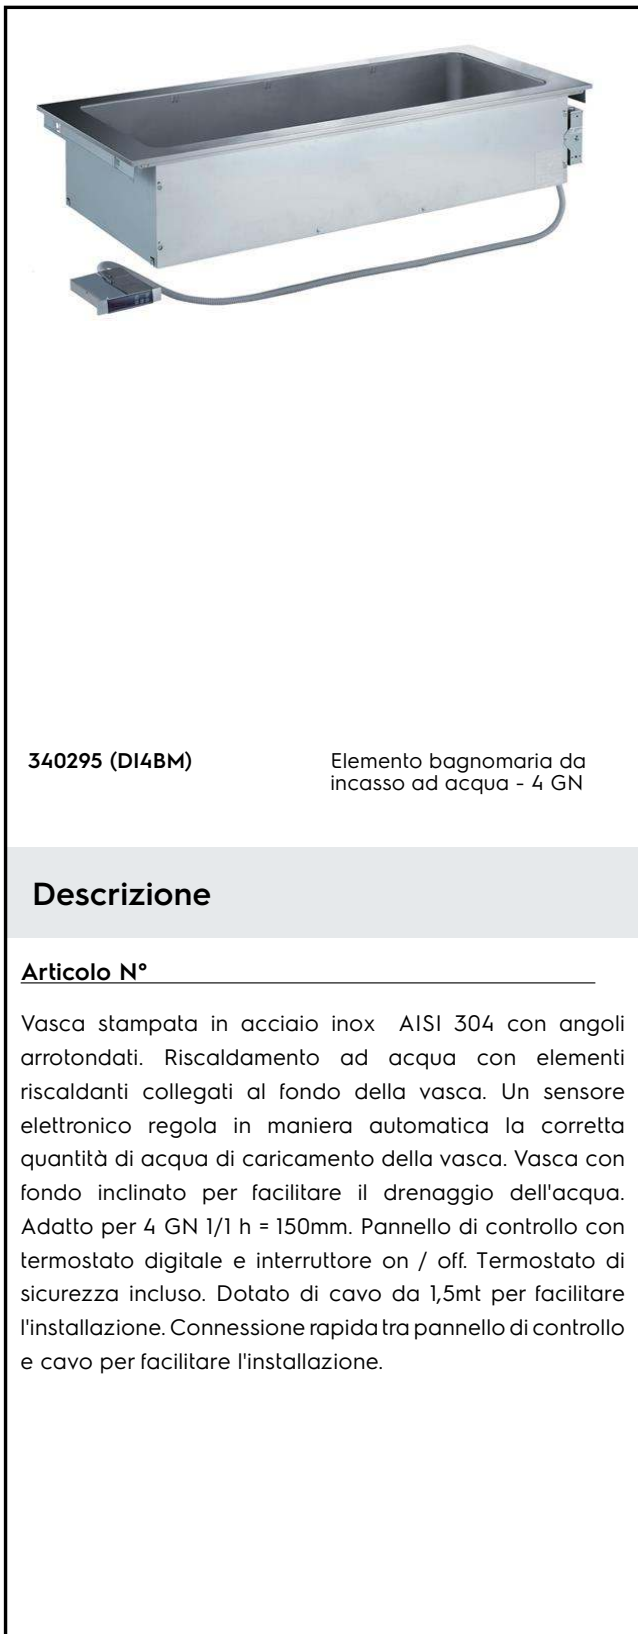 340295 (DI4BM)
Elemento bagnomaria da
incasso ad acqua - 4 GN
Descrizione
Articolo N°
Vasca stampata in acciaio inox AISI 304 con angoli
arrotondati. Riscaldamento ad acqua con elementi
riscaldanti collegati al fondo della vasca. Un sensore
elettronico regola in maniera automatica la corretta
quantità di acqua di caricamento della vasca. Vasca con
fondo inclinato per facilitare il drenaggio dell'acqua.
Adatto per 4 GN 1/1 h = 150mm. Pannello di controllo con
termostato digitale e interruttore on / off. Termostato di
sicurezza incluso. Dotato di cavo da 1,5mt per facilitare
l'installazione. Connessione rapida tra pannello di controllo
e cavo per facilitare l'installazione.